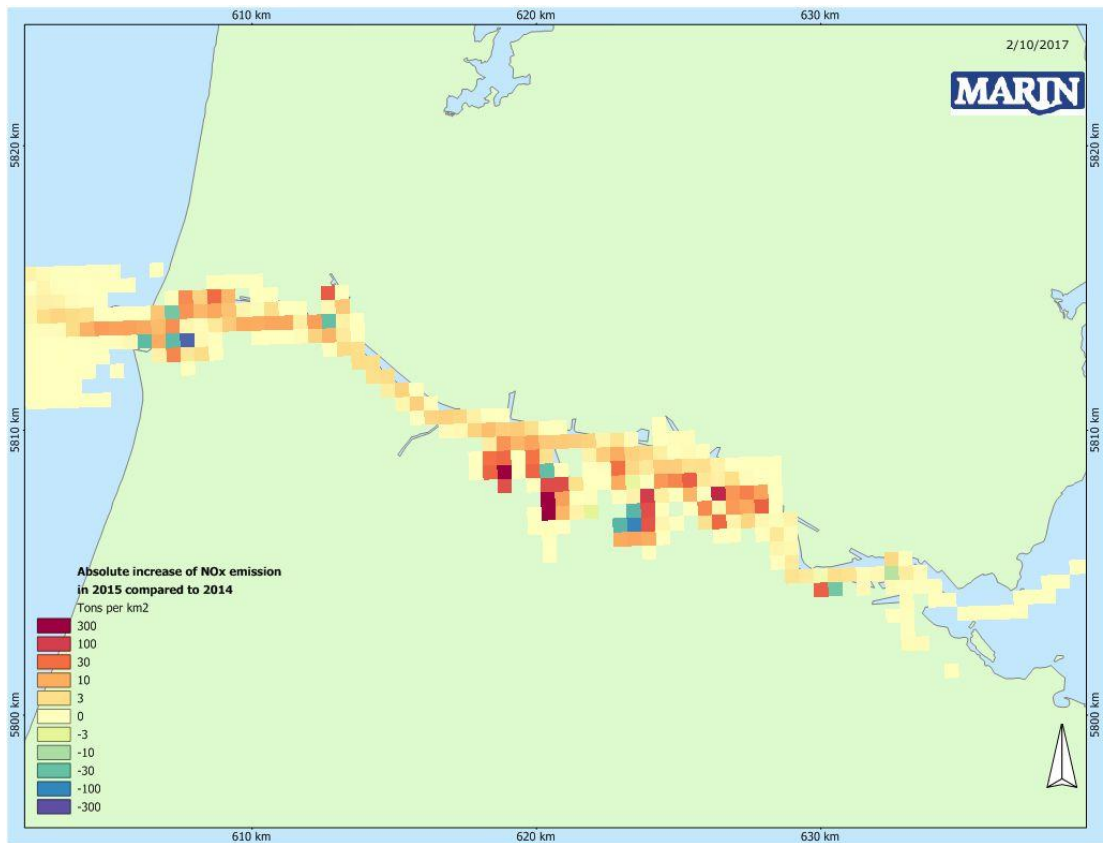 610 km
620 km
630 km
2/10/2017
MARIN
5820 km
5820 km
5810 km
5810 km
Absolute increase of NOx emission
in 2015 compared to 2014
Tons per km2
300
100
30
10
3
0
-3
-10
-30
-100
-300
5800 km
5800 km
610 km
620 km
630 km